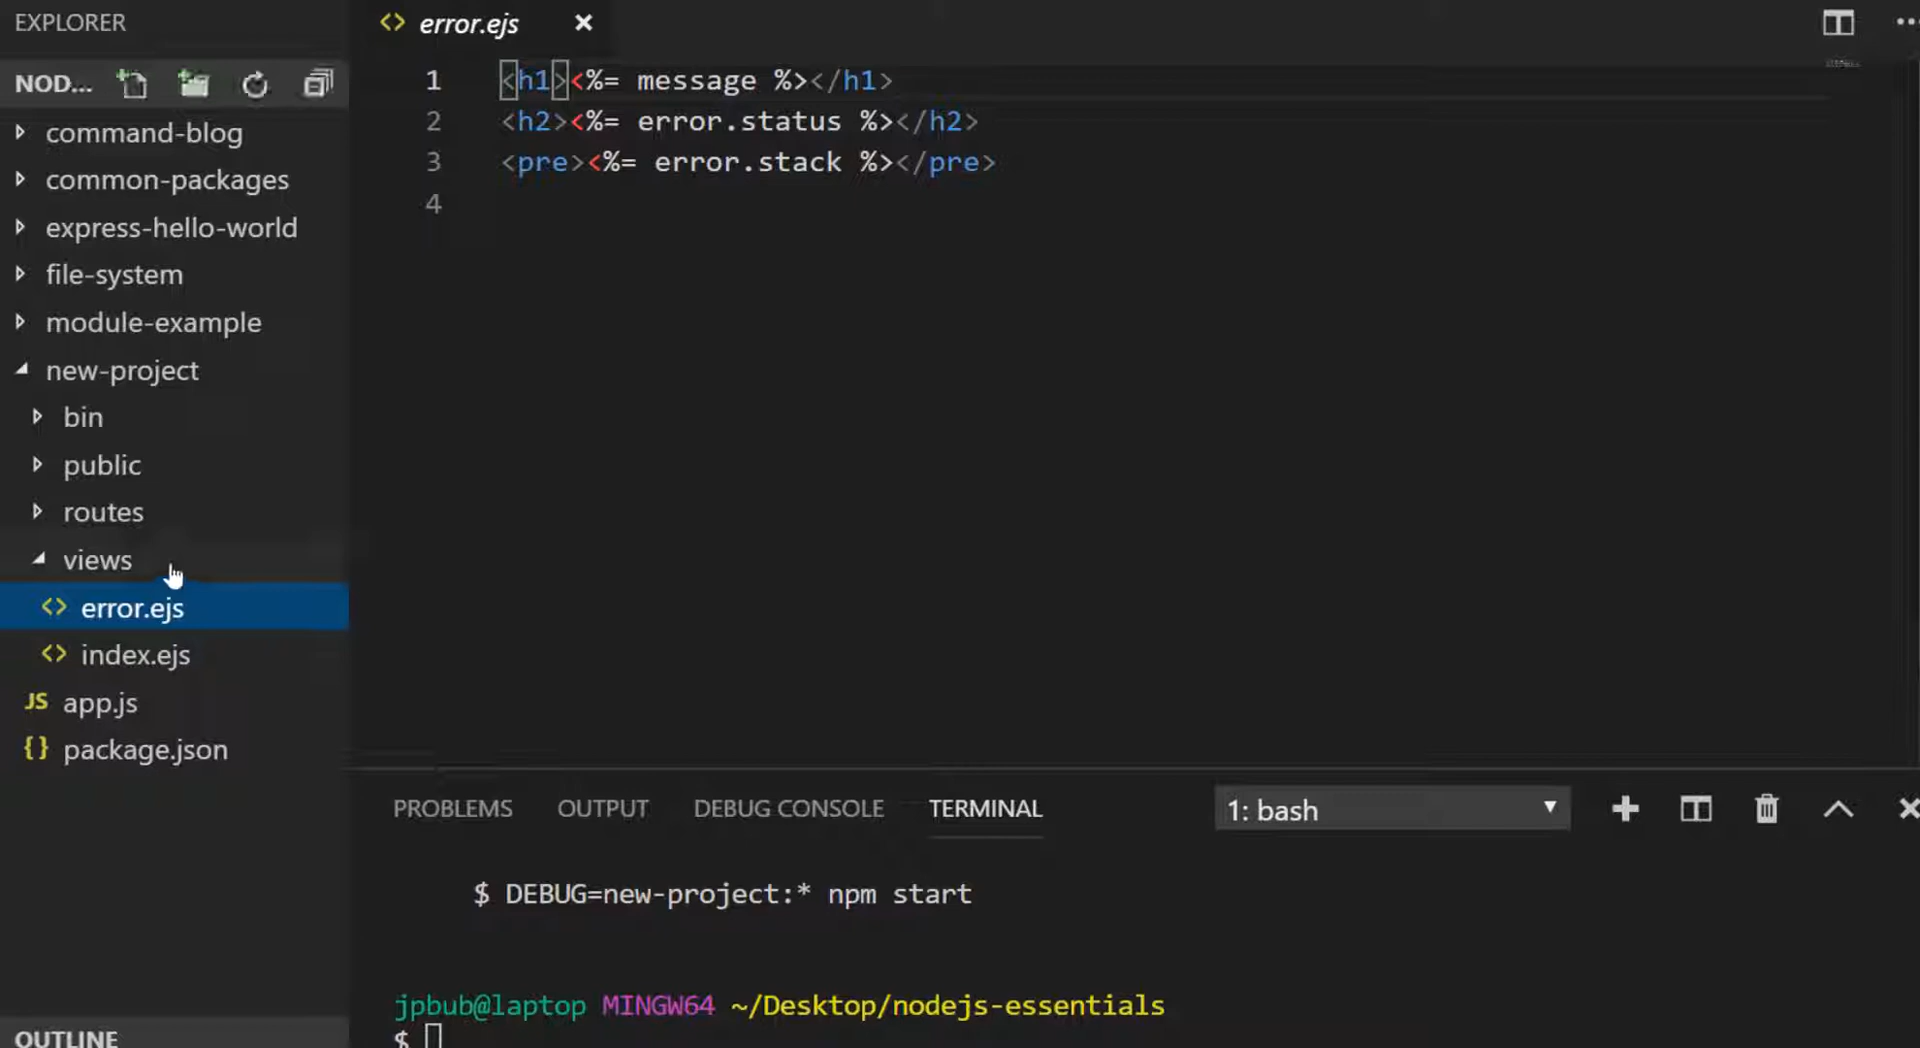 EXPLORER
NOD...
command-blog
common-packages
express-hello-world
file-system
module-example
new-project
bin
public
routes
views
<> error.ejs
<> index.ejs
JS app.js
{} package.json
OUTLINE
<> error.ejs
1 <h1><%= message %></h1>
2 <h2><%= error.status %></h2>
3 <pre><%= error.stack %></pre>
4
PROBLEMS OUTPUT DEBUG CONSOLE TERMINAL 1: bash
$ DEBUG=new-project:* npm start
jpbub@laptop MINGW64 ~/Desktop/nodejs-essentials
$